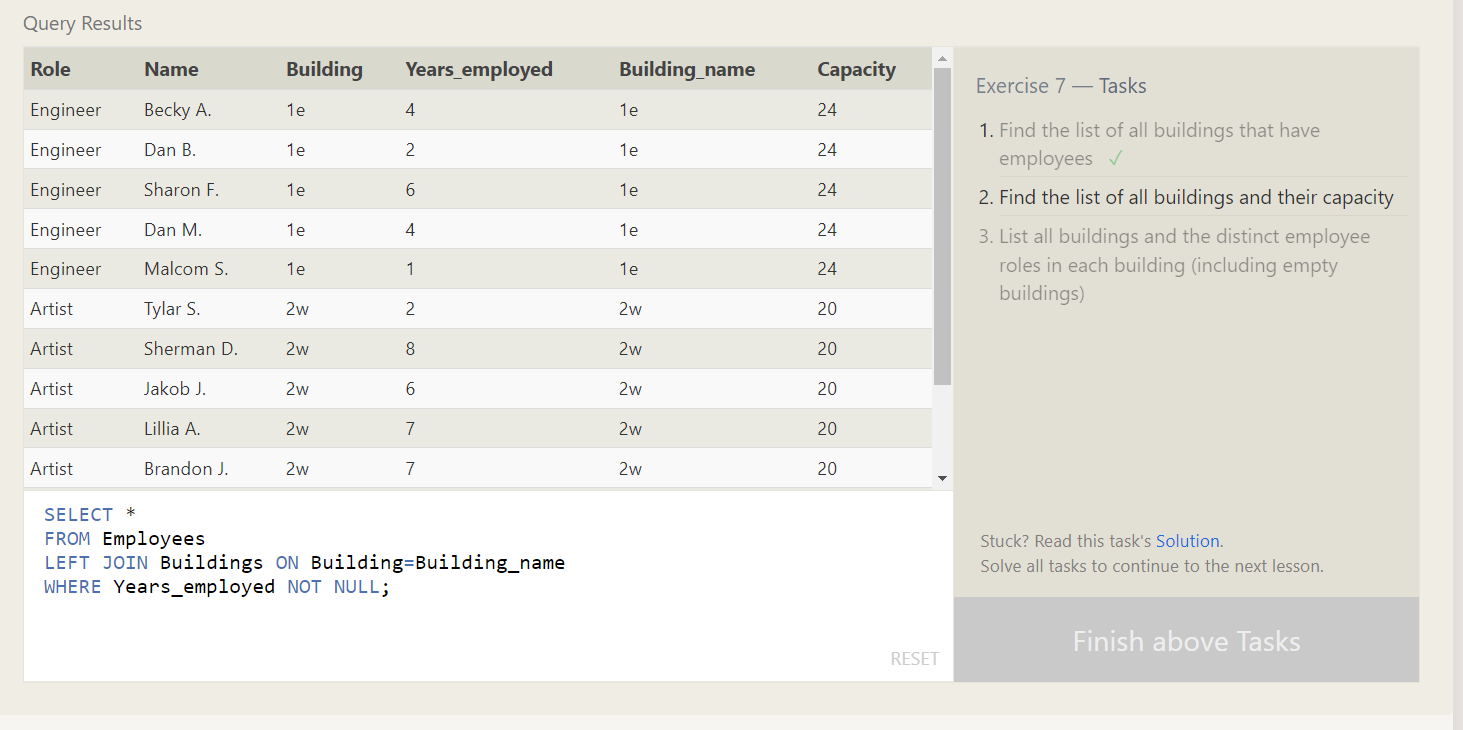 Query Results
Role Name Building Years_employed Building_name Capacity
Engineer Becky A. 1e 4 1e 24
Engineer Dan B. 1e 2 1e 24
Engineer Sharon F. 1e 6 1e 24
Engineer Dan M. 1e 4 1e 24
Engineer Malcom S. 1e 1 1e 24
Artist Tylar S. 2w 2 2w 20
Artist Sherman D. 2w 8 2w 20
Artist Jakob J. 2w 6 2w 20
Artist Lillia A. 2w 7 2w 20
Artist Brandon J. 2w 7 2w 20
SELECT *
FROM Employees
LEFT JOIN Buildings ON Building=Building_name
WHERE Years_employed NOT NULL;
RESET
Exercise 7 — Tasks
1. Find the list of all buildings that have
employees ✓
2. Find the list of all buildings and their capacity
3. List all buildings and the distinct employee
roles in each building (including empty
buildings)
Stuck? Read this task's Solution.
Solve all tasks to continue to the next lesson.
Finish above Tasks